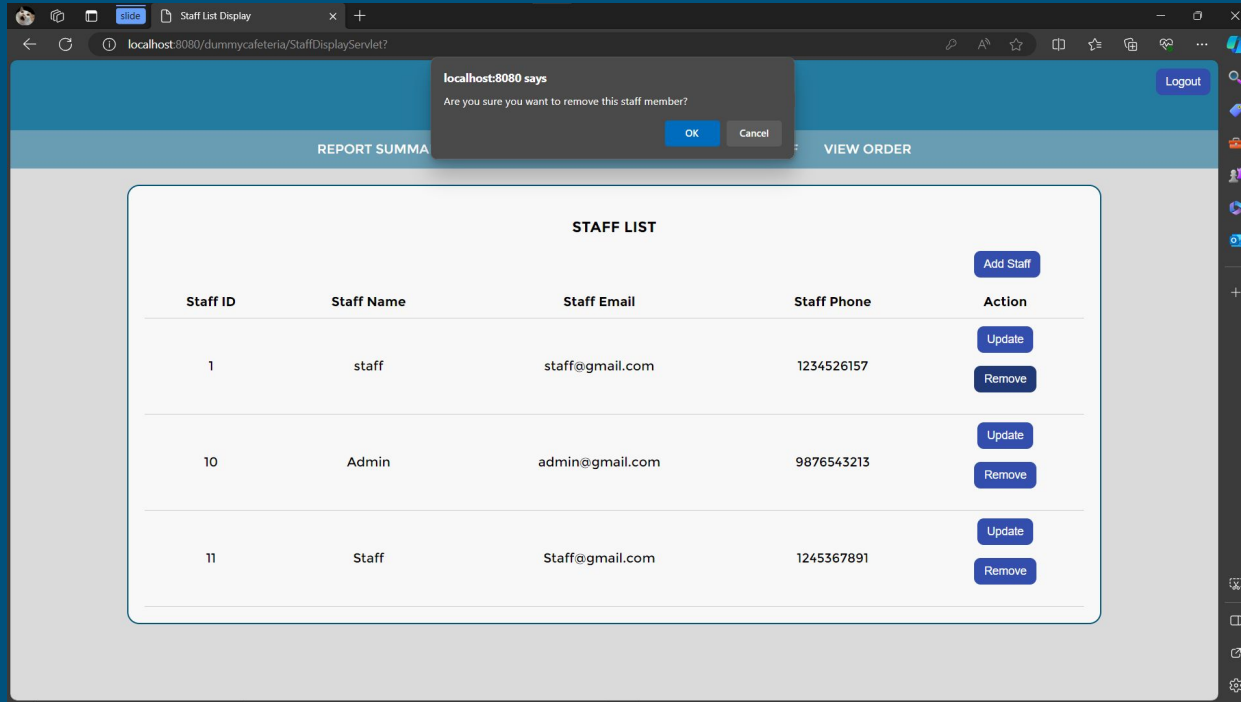 slide Staff List Display
localhost:8080/dummycafeteria/StaffDisplayServlet?
localhost:8080 says
Are you sure you want to remove this staff member?
OK Cancel
Logout
REPORT SUMMA VIEW ORDER
STAFF LIST
Add Staff
Staff ID Staff Name Staff Email Staff Phone Action
1 staff staff@gmail.com 1234526157 Update
Remove
10 Admin admin@gmail.com 9876543213 Update
Remove
11 Staff Staff@gmail.com 1245367891 Update
Remove